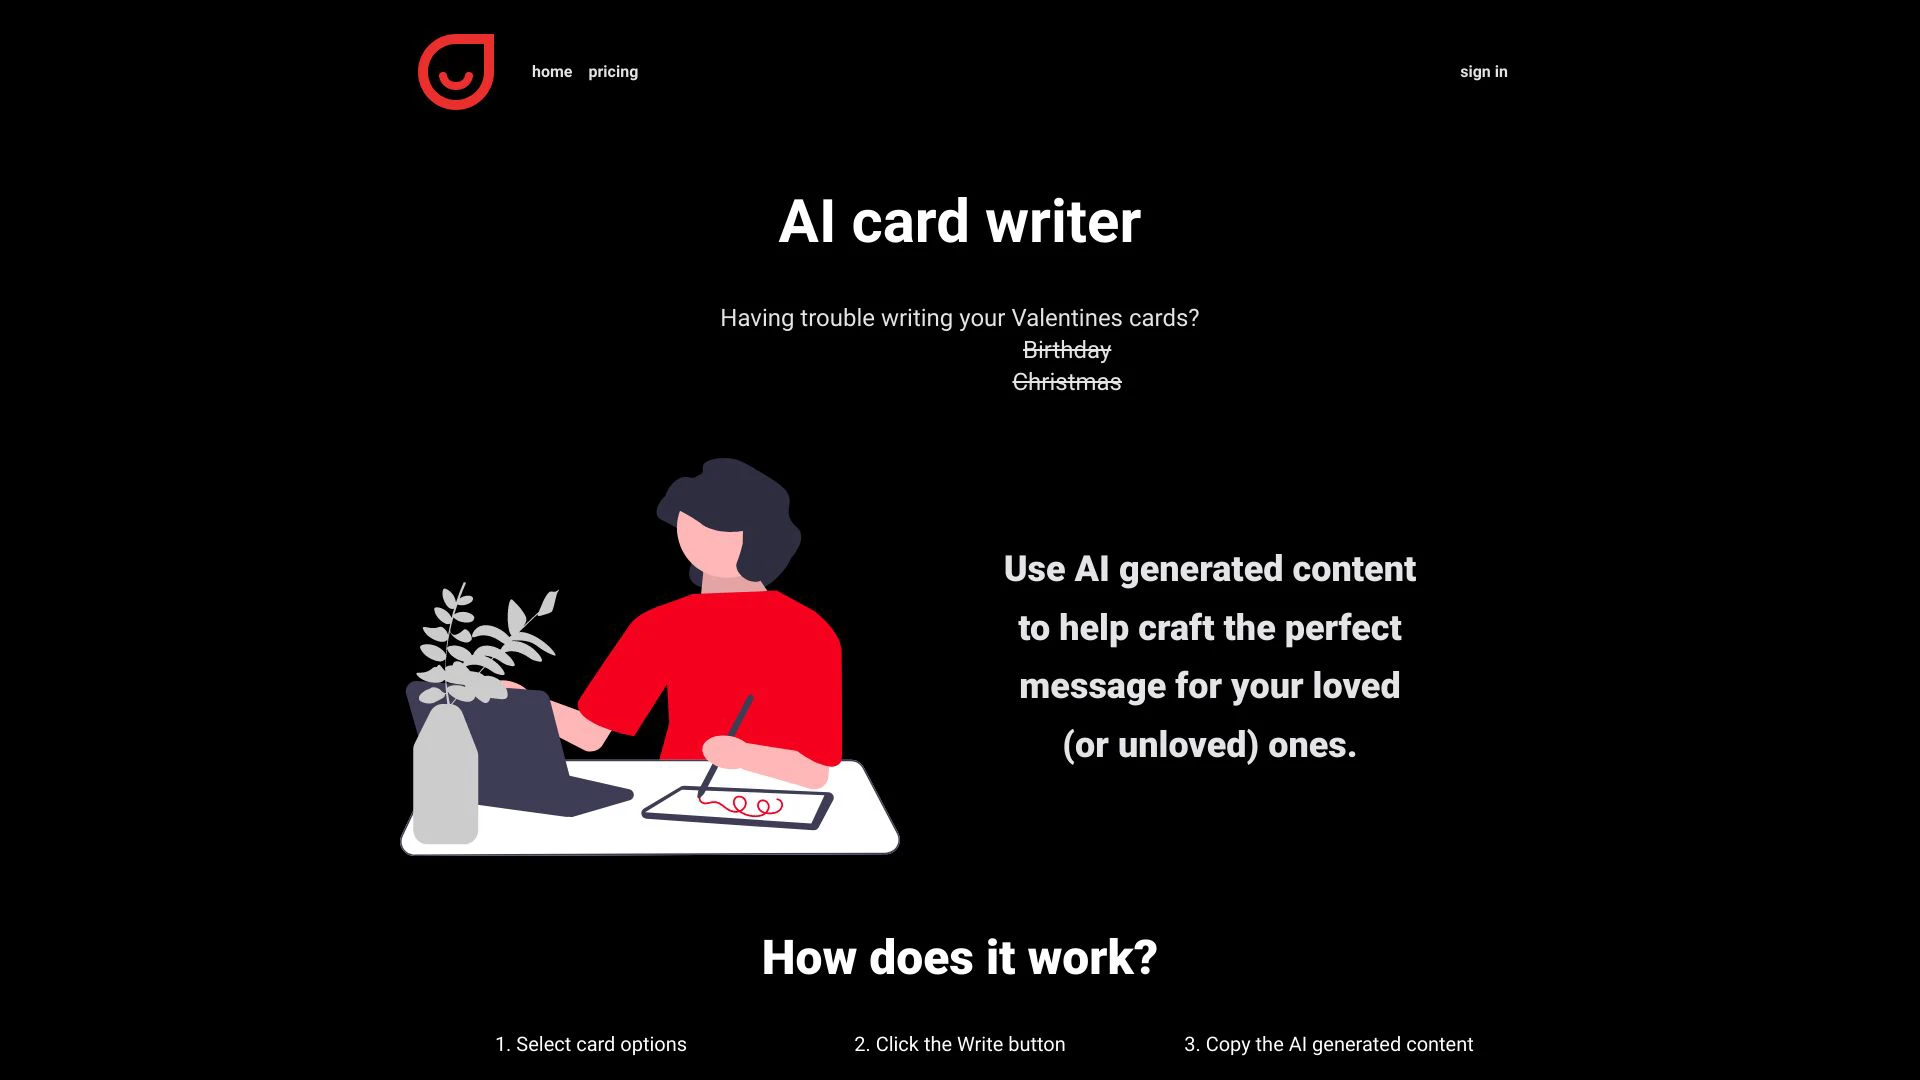 home pricing sign in
AI card writer
Having trouble writing your Valentines cards?
Birthday
Christmas
Use AI generated content
to help craft the perfect
message for your loved
(or unloved) ones.
How does it work?
1. Select card options
2. Click the Write button
3. Copy the AI generated content